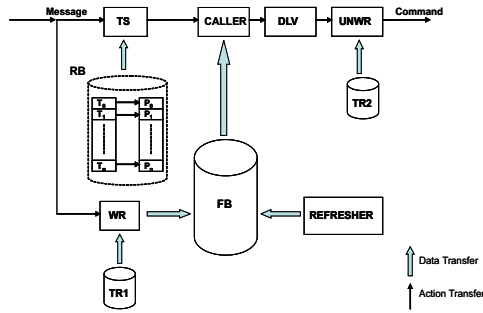 Message
TS
CALLER
DLV
UNWR
Command
RB
T0 P0
T1 P1
Tn Pn
TR2
WR
FB
REFRESHER
TR1
Data Transfer
Action Transfer